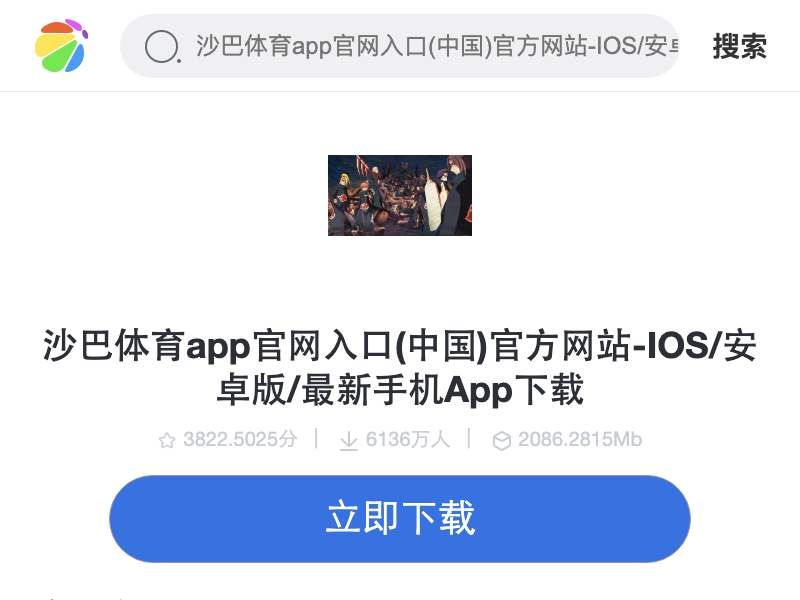 沙巴体育app官网入口(中国)官方网站-IOS/安
搜索
沙巴体育app官网入口(中国)官方网站-IOS/安
卓版/最新手机App下载
3822.5025分
6136万人
2086.2815Mb
立即下载